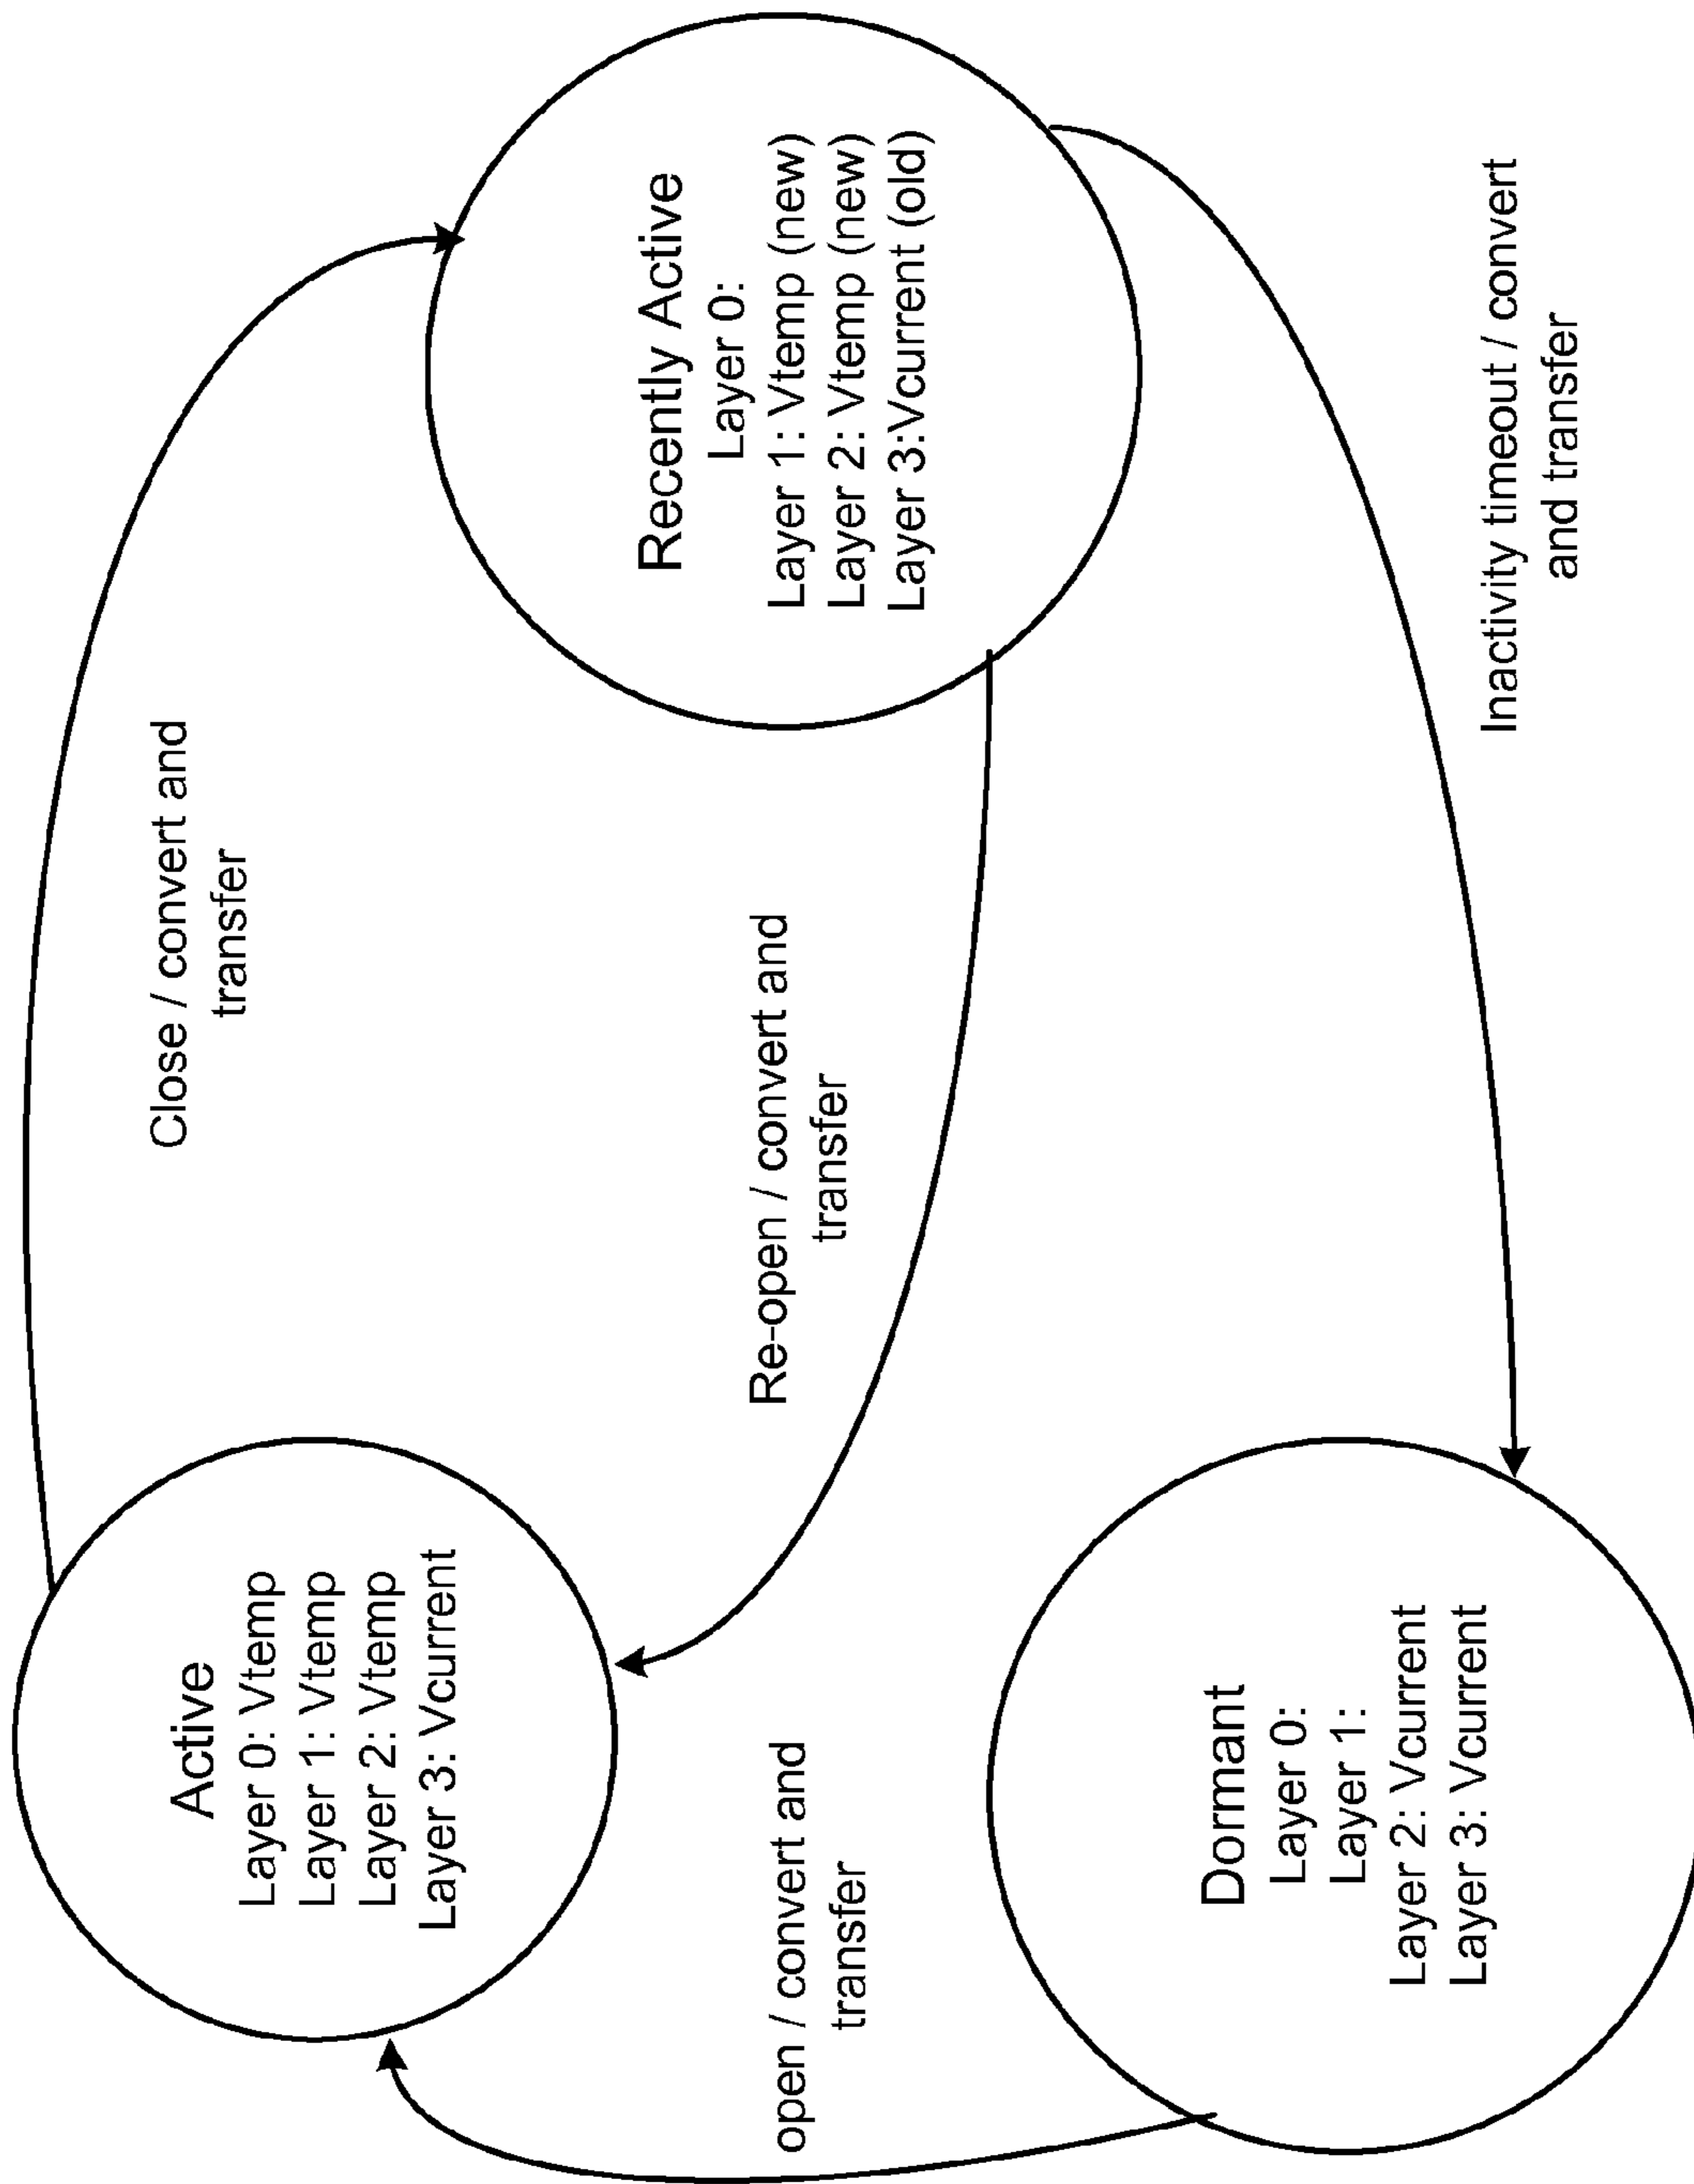 Active
Layer 0: Vtemp
Layer 1: Vtemp
Layer 2: Vtemp
Layer 3: Vcurrent
Close / convert and
transfer
Recently Active
Layer 0:
Layer 1: Vtemp (new)
Layer 2: Vtemp (new)
Layer 3:Vcurrent (old)
Re-open / convert and
transfer
open / convert and
transfer
Dormant
Layer 0:
Layer 1:
Layer 2: Vcurrent
Layer 3: Vcurrent
Inactivity timeout / convert
and transfer